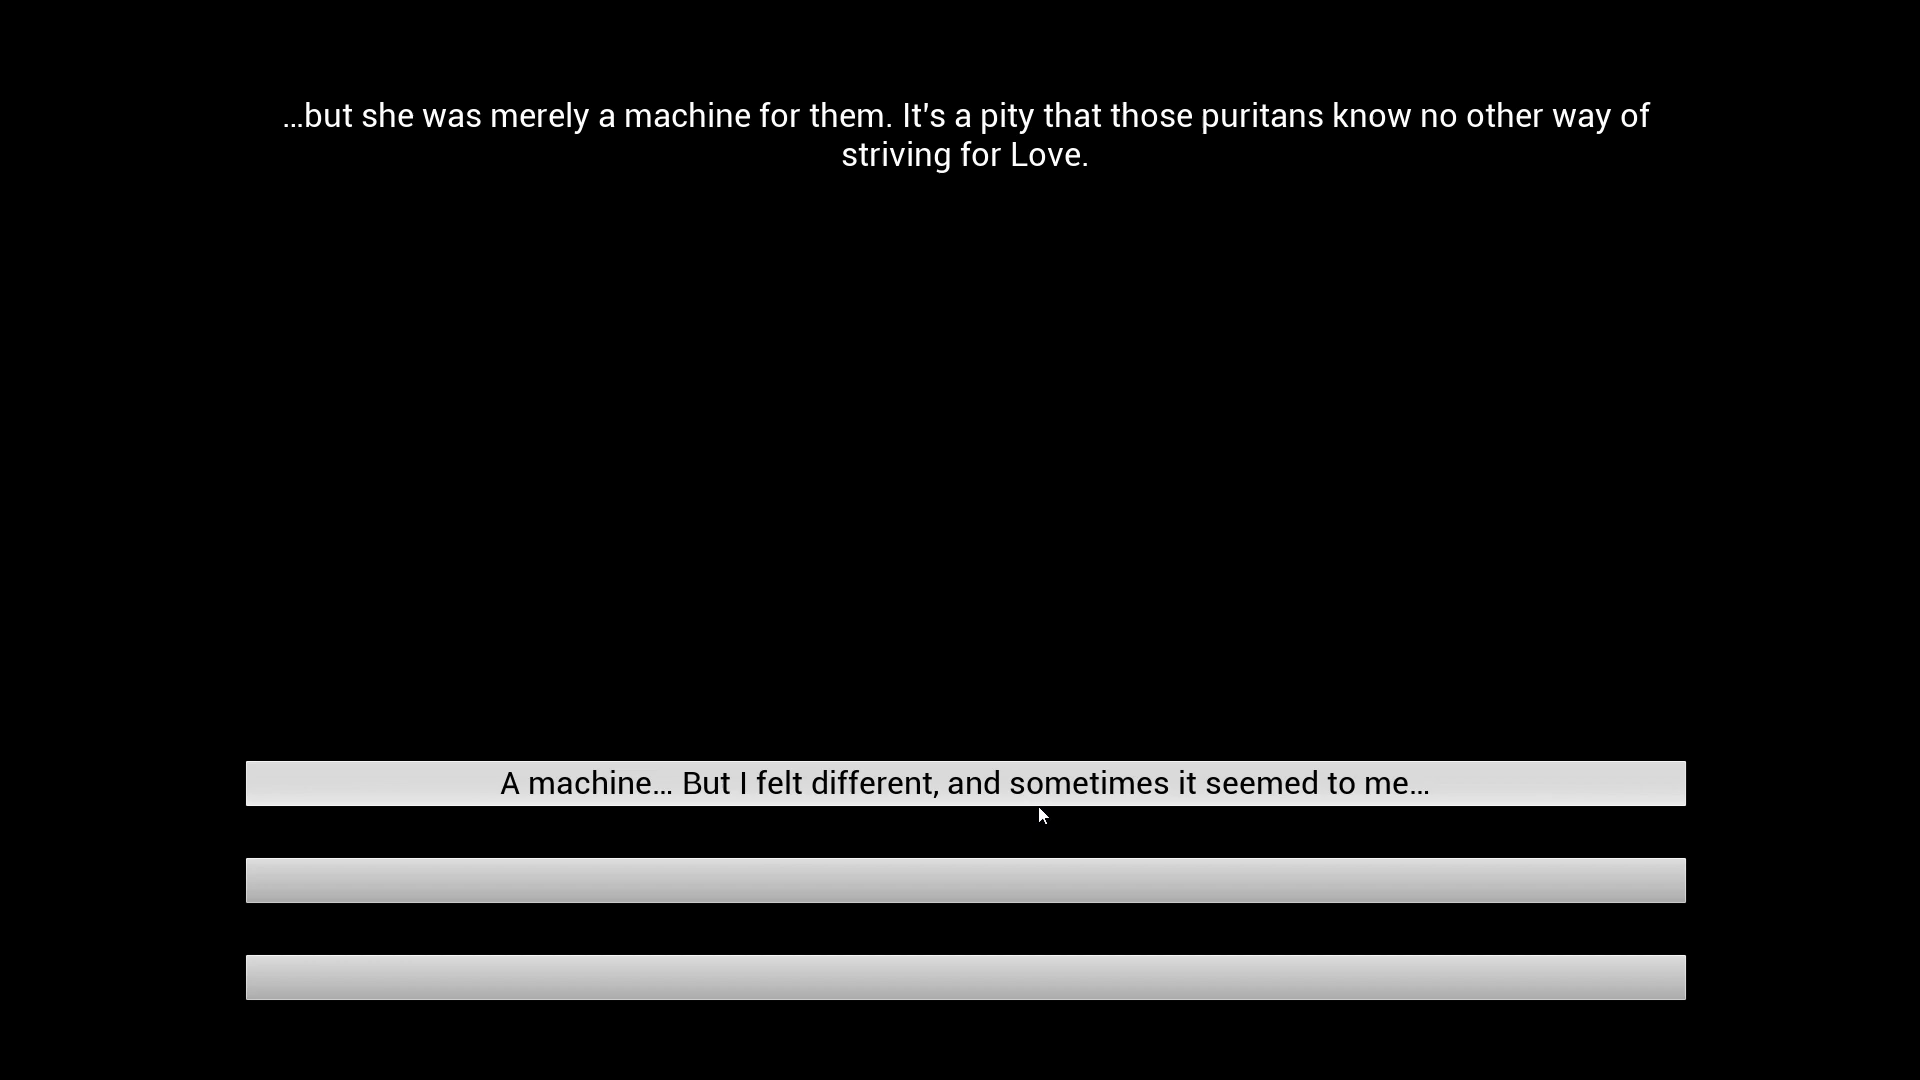 …but she was merely a machine for them. It's a pity that those puritans know no other way of
striving for Love.
A machine… But I felt different, and sometimes it seemed to me…